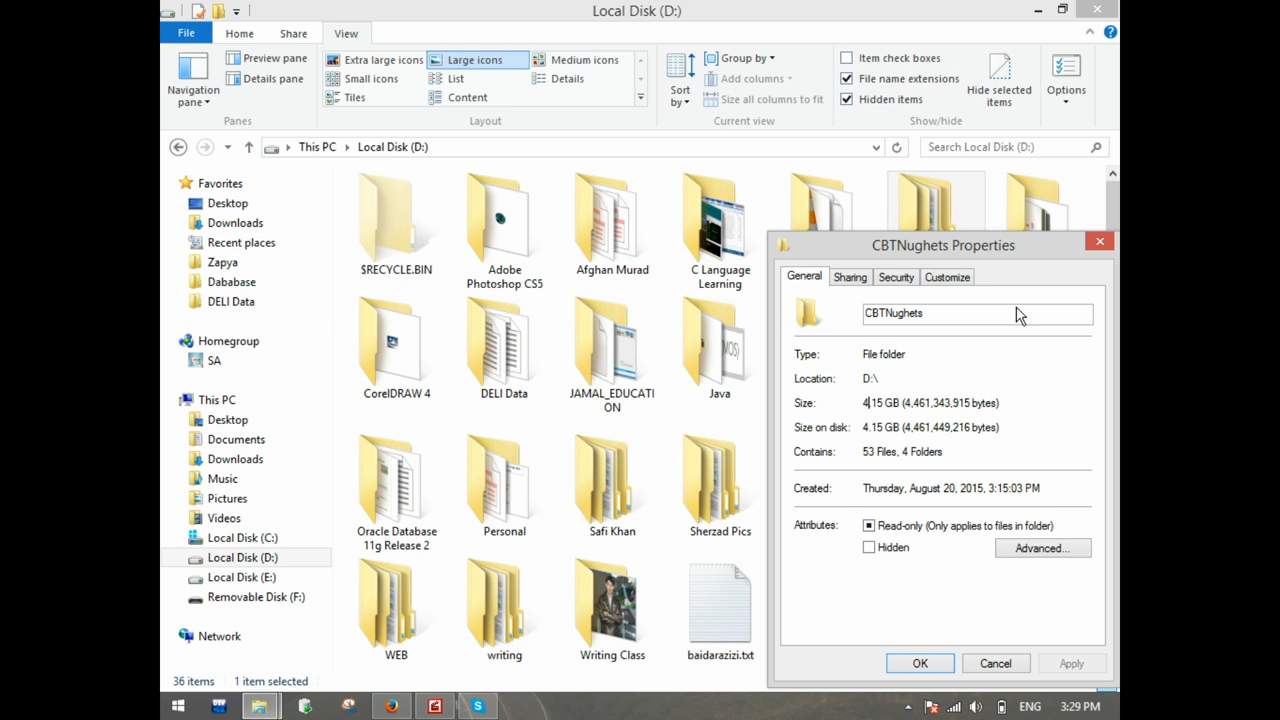 Local Disk (D:)
File
Home
Share
View
Navigation
pane
Preview pane
Details pane
Panes
Extra large icons
Large icons
Medium icons
Small icons
List
Details
Tiles
Content
Layout
Sort
by
Group by
Add columns
Size all columns to fit
Current view
Item check boxes
File name extensions
Hidden items
Hide selected
items
Show/hide
Options
This PC
Local Disk (D:)
Search Local Disk (D:)
Favorites
Desktop
Downloads
Recent places
Zapya
Dababase
DELI Data
Homegroup
SA
This PC
Desktop
Documents
Downloads
Music
Pictures
Videos
Local Disk (C:)
Local Disk (D:)
Local Disk (E:)
Removable Disk (F:)
Network
$RECYCLE.BIN
Adobe
Photoshop CS5
Afghan Murad
C Language
Learning
CorelDRAW 4
DELI Data
JAMAL_EDUCATI
ON
Java
MOS)
Oracle Database
11g Release 2
Personal
Safi Khan
Sherzad Pics
WEB
writing
Writing Class
baidarazizi.txt
CBTNughets Properties
General
Sharing
Security
Customize
CBTNughets
Type:
File folder
Location:
D:\
Size:
4.15 GB (4,461,343,915 bytes)
Size on disk:
4.15 GB (4,461,449,216 bytes)
Contains:
53 Files, 4 Folders
Created:
Thursday, August 20, 2015, 3:15:03 PM
Attributes:
Read-only (Only applies to files in folder)
Hidden
Advanced...
OK
Cancel
Apply
36 items
1 item selected
ENG
3:29 PM